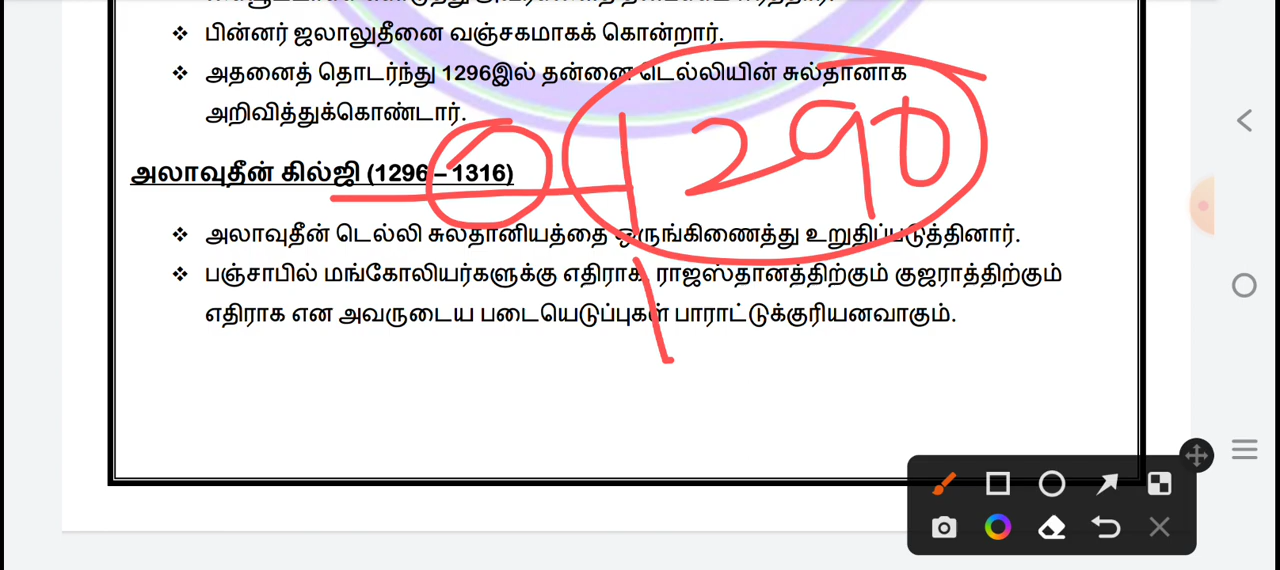 ❖ பின்னர் ஜலாலுதீனை வஞ்சகமாகக் கொன்றார்.
❖ அதனைத் தொடர்ந்து 1296இல் தன்னை டெல்லியின் சுல்தானாக
அறிவித்துக்கொண்டார்.
1290
அலாவுதீன் கில்ஜி (1296 – 1316)
❖ அலாவுதீன் டெல்லி சுல்தானியத்தை ஒருங்கிணைத்து உறுதிப்படுத்தினார்.
❖ பஞ்சாபில் மங்கோலியர்களுக்கு எதிராக, ராஜஸ்தானத்திற்கும் குஜராத்திற்கும்
எதிராக என அவருடைய படையெடுப்புகள் பாராட்டுக்குரியனவாகும்.